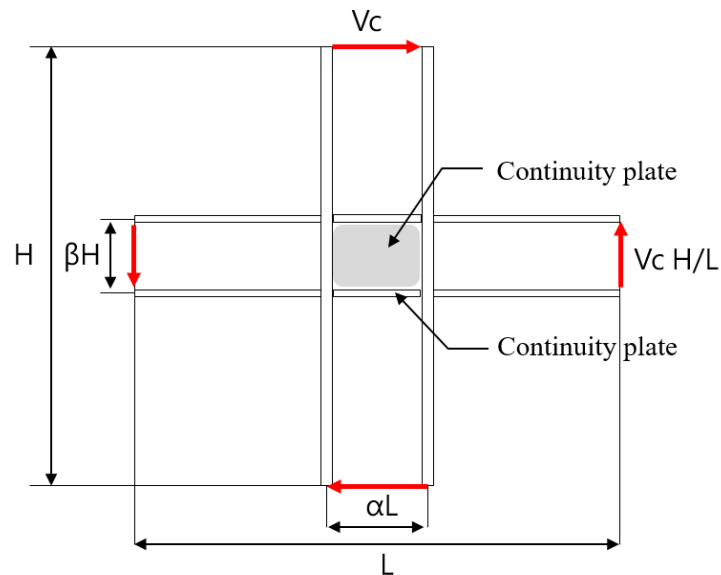 Vc
Continuity plate
H
βH
Vc H/L
Continuity plate
αL
L